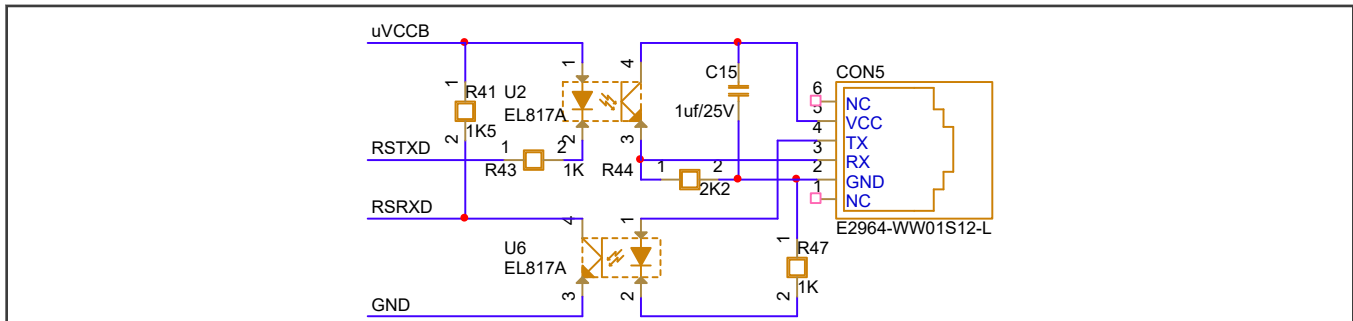 uVCCB
1
4
C15
CON5
1
R41
U2
6
NC
EL817A
1uf/25V
5
VCC
2
1K5
2
3
4
TX
RSTXD
1
2
3
RX
R43
1K
R44
1
2
2
GND
2K2
1
NC
RSRXD
4
1
E2964-WW01S12-L
U6
1
R47
EL817A
1K
GND
3
2
2